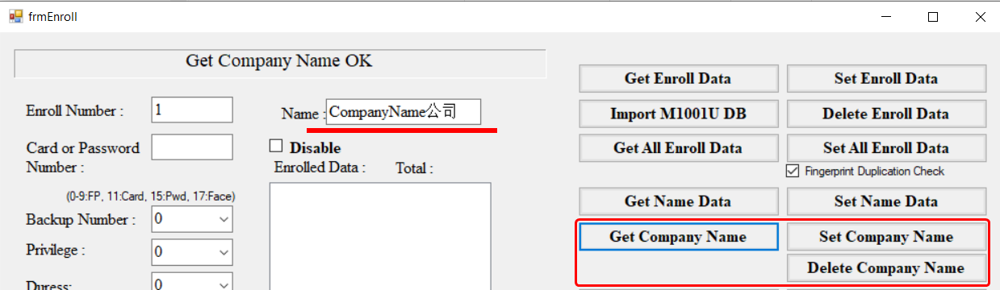 frmEnroll
Get Company Name OK
Enroll Number :
1
Name :
CompanyName公司
Card or Password
Number :
Disable
Enrolled Data :
Total :
(0-9:FP, 11:Card, 15:Pwd, 17:Face)
Backup Number :
0
Privilege :
0
Duress:
0
Get Enroll Data
Set Enroll Data
Import M1001U DB
Delete Enroll Data
Get All Enroll Data
Set All Enroll Data
Fingerprint Duplication Check
Get Name Data
Set Name Data
Get Company Name
Set Company Name
Delete Company Name